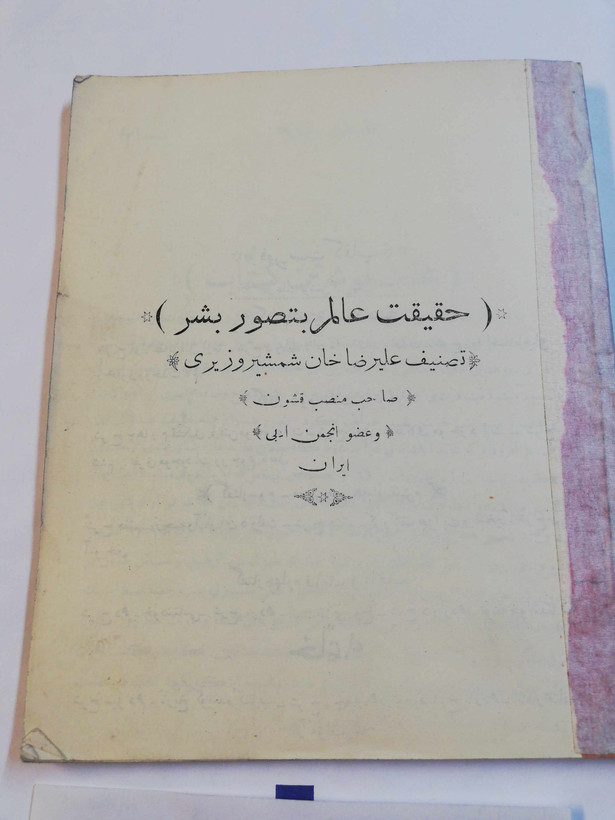 ( حقیقت عالم بتصور بشر )
تصنیف علیرضا خان شمشیر وزیری
صاحب منصب قشون
و عضو انجمن ادبی
ایران